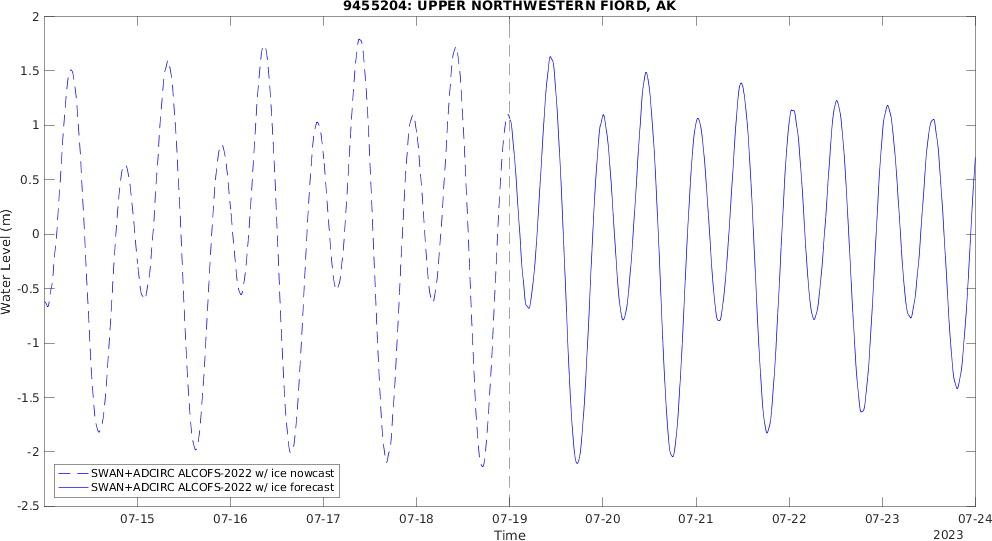 9455204: UPPER NORTHWESTERN FIORD, AK
2
1.5
1
0.5
0
-0.5
-1
-1.5
-2
-2.5
Water Level (m)
SWAN+ADCIRC ALCOFS-2022 w/ ice nowcast
SWAN+ADCIRC ALCOFS-2022 w/ ice forecast
07-15 07-16 07-17 07-18 07-19 07-20 07-21 07-22 07-23 07-24
Time
2023